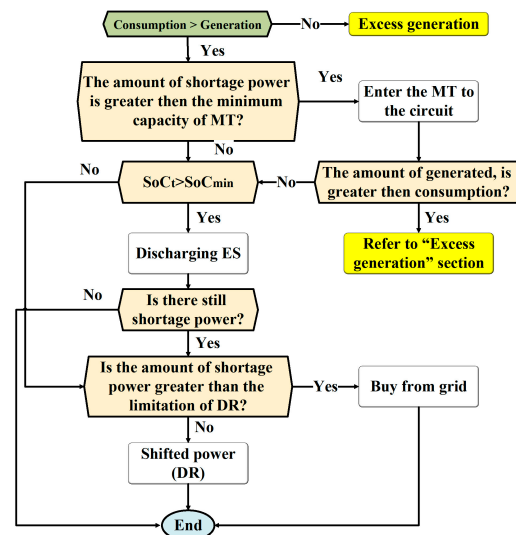 Consumption > Generation
No
Excess generation
Yes
The amount of shortage power
is greater then the minimum
capacity of MT?
Yes
Enter the MT to
the circuit
No
No
SoCt>SoCmin
No
The amount of generated, is
greater then consumption?
Yes
Yes
Discharging ES
Refer to “Excess
generation” section
No
Is there still
shortage power?
Yes
Is the amount of shortage
power greater than the
limitation of DR?
Yes
Buy from grid
No
Shifted power
(DR)
End